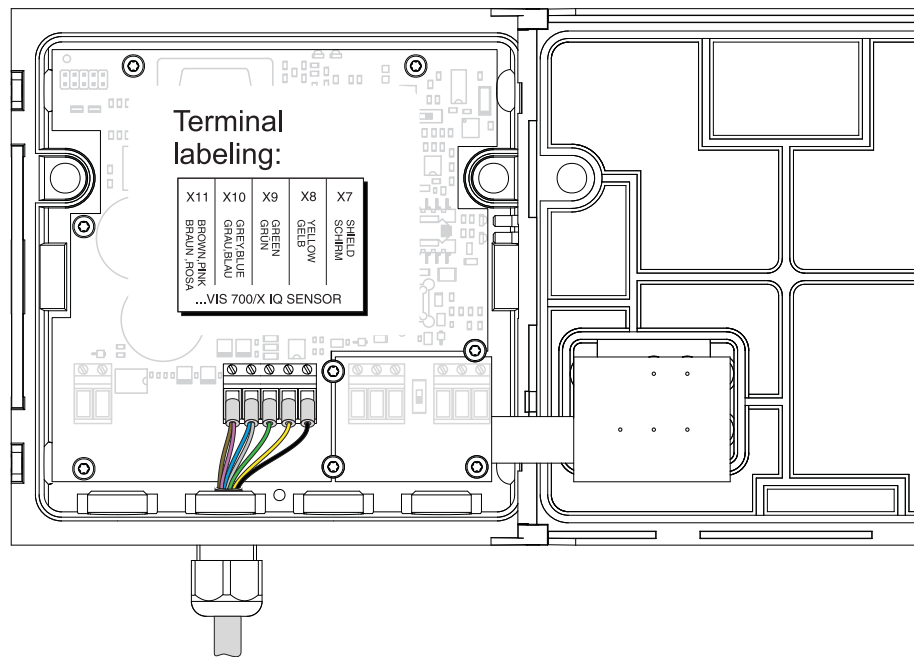 Terminal
labeling:
X11 X10 X9 X8 X7
BROWN,PINK
BRAUN ,ROSA
GREY,BLUE
GRAU,BLAU
GREEN
GRÜN
YELLOW
GELB
SHIELD
SCHIRM
...VIS 700/X IQ SENSOR